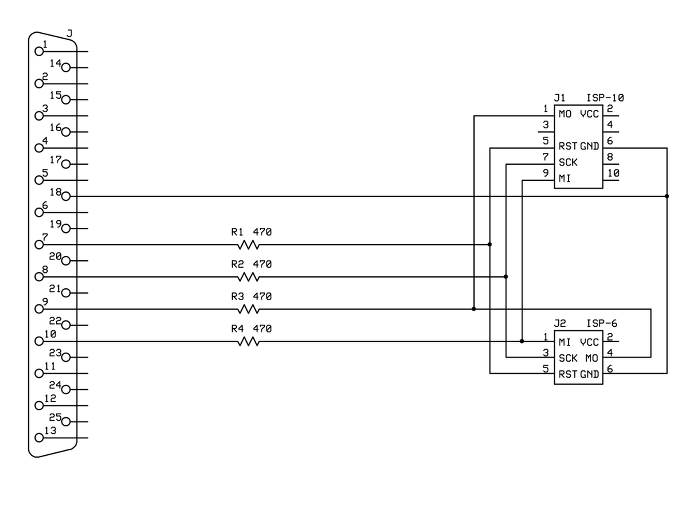 J
1
14
2
15
3
16
4
17
5
18
6
19
7
20
8
21
9
22
10
23
11
24
12
25
13
R1 470
R2 470
R3 470
R4 470
J1 ISP-10
1 MO VCC 2
3 4
5 RST GND 6
7 SCK 8
9 MI 10
J2 ISP-6
1 MI VCC 2
3 SCK MO 4
5 RST GND 6